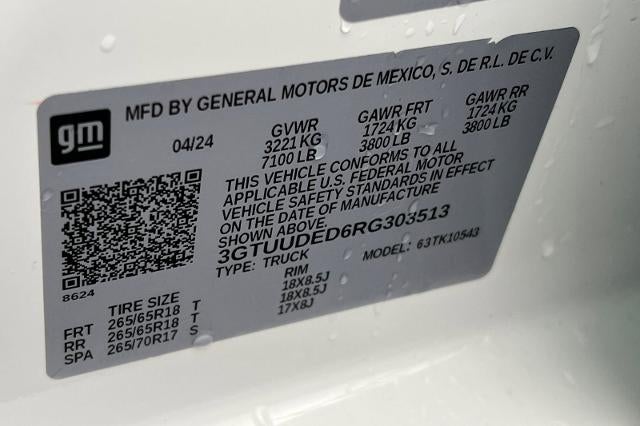 gm
MFD BY GENERAL MOTORS DE MEXICO, S. DE R.L. DE C.V.
04/24 GVWR GAWR FRT GAWR RR
3221 KG 1724 KG 1724 KG
7100 LB 3800 LB 3800 LB
THIS VEHICLE CONFORMS TO ALL
APPLICABLE U.S. FEDERAL MOTOR
VEHICLE SAFETY STANDARDS IN EFFECT
ON THE DATE OF MANUFACTURE
SHOWN ABOVE.
3GTUUDED6RG303513
TYPE: TRUCK MODEL: 63TK10543
8624
TIRE SIZE RIM
FRT 265/65R18 T 18X8.5J
RR 265/65R18 T 18X8.5J
SPA 265/70R17 S 17X8J